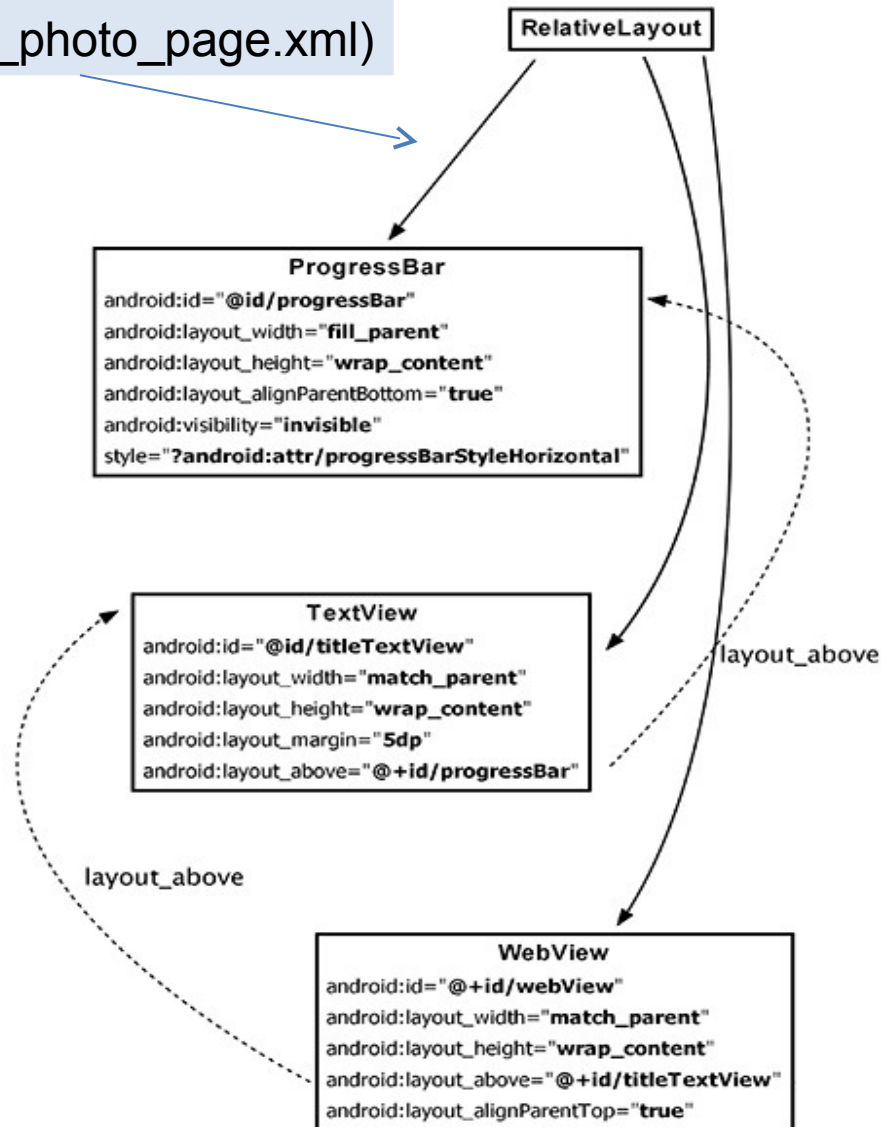 _photo_page.xml)
RelativeLayout
ProgressBar
android:id="@id/progressBar"
android:layout_width="fill_parent"
android:layout_height="wrap_content"
android:layout_alignParentBottom="true"
android:visibility="invisible"
style="?android:attr/progressBarStyleHorizontal"
TextView
android:id="@id/titleTextView"
android:layout_width="match_parent"
android:layout_height="wrap_content"
android:layout_margin="5dp"
android:layout_above="@+id/progressBar"
layout_above
layout_above
WebView
android:id="@+id/webView"
android:layout_width="match_parent"
android:layout_height="wrap_content"
android:layout_above="@+id/titleTextView"
android:layout_alignParentTop="true"